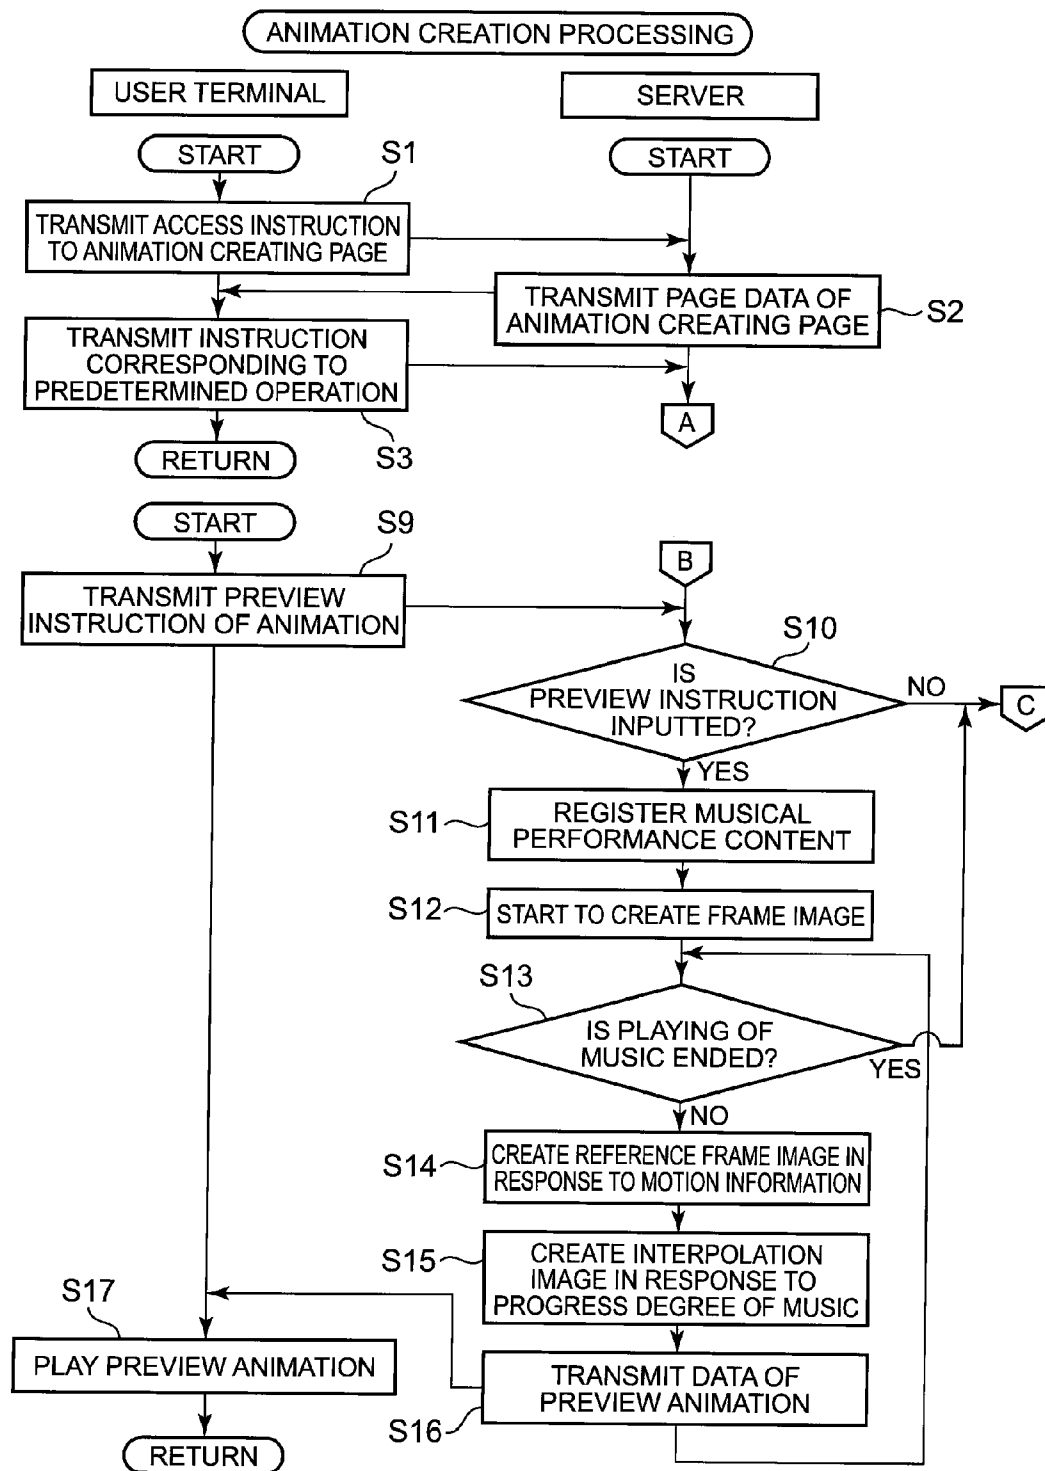 ANIMATION CREATION PROCESSING
USER TERMINAL
SERVER
START
START
S1
TRANSMIT ACCESS INSTRUCTION
TO ANIMATION CREATING PAGE
TRANSMIT PAGE DATA OF
ANIMATION CREATING PAGE
S2
TRANSMIT INSTRUCTION
CORRESPONDING TO
PREDETERMINED OPERATION
S3
A
RETURN
START
S9
TRANSMIT PREVIEW
INSTRUCTION OF ANIMATION
B
S10
IS
PREVIEW INSTRUCTION
INPUTTED?
NO
C
YES
S11
REGISTER MUSICAL
PERFORMANCE CONTENT
S12
START TO CREATE FRAME IMAGE
S13
IS PLAYING OF
MUSIC ENDED?
YES
NO
S14
CREATE REFERENCE FRAME IMAGE IN
RESPONSE TO MOTION INFORMATION
S15
CREATE INTERPOLATION
IMAGE IN RESPONSE TO
PROGRESS DEGREE OF MUSIC
S17
PLAY PREVIEW ANIMATION
TRANSMIT DATA OF
PREVIEW ANIMATION
S16
RETURN